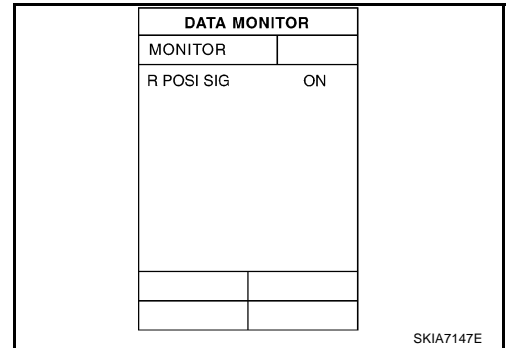 DATA MONITOR
MONITOR
R POSI SIG ON
SKIA7147E